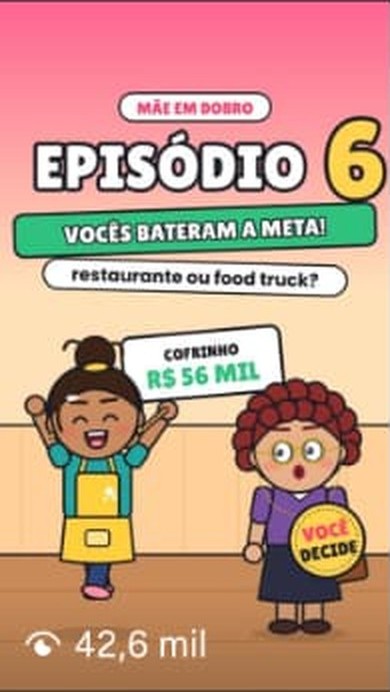 MÃE EM DOBRO
EPISÓDIO 6
VOCÊS BATERAM A META!
restaurante ou food truck?
COFRINHO
R$ 56 MIL
VOCÊ
DECIDE
42,6 mil